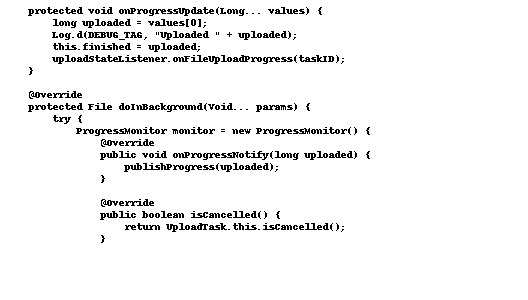 protected void onProgressUpdate(Long... values) {
long uploaded = values[0];
Log.d(DEBUG_TAG, "Uploaded " + uploaded);
this.finished = uploaded;
uploadStateListener.onFileUploadProgress(taskID);
}
@Override
protected File doInBackground(Void... params) {
try {
ProgressMonitor monitor = new ProgressMonitor() {
@Override
public void onProgressNotify(long uploaded) {
publishProgress(uploaded);
}
@Override
public boolean isCancelled() {
return UploadTask.this.isCancelled();
}